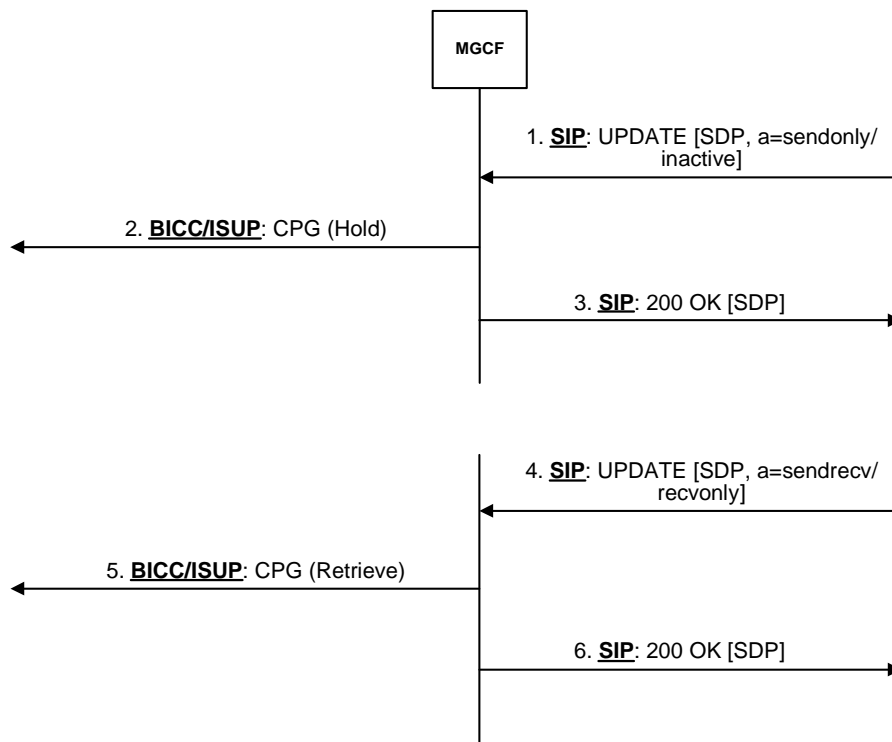 MGCF
1. SIP: UPDATE [SDP, a=sendonly/
inactive]
2. BICC/ISUP: CPG (Hold)
3. SIP: 200 OK [SDP]
4. SIP: UPDATE [SDP, a=sendrecv/
recvonly]
5. BICC/ISUP: CPG (Retrieve)
6. SIP: 200 OK [SDP]